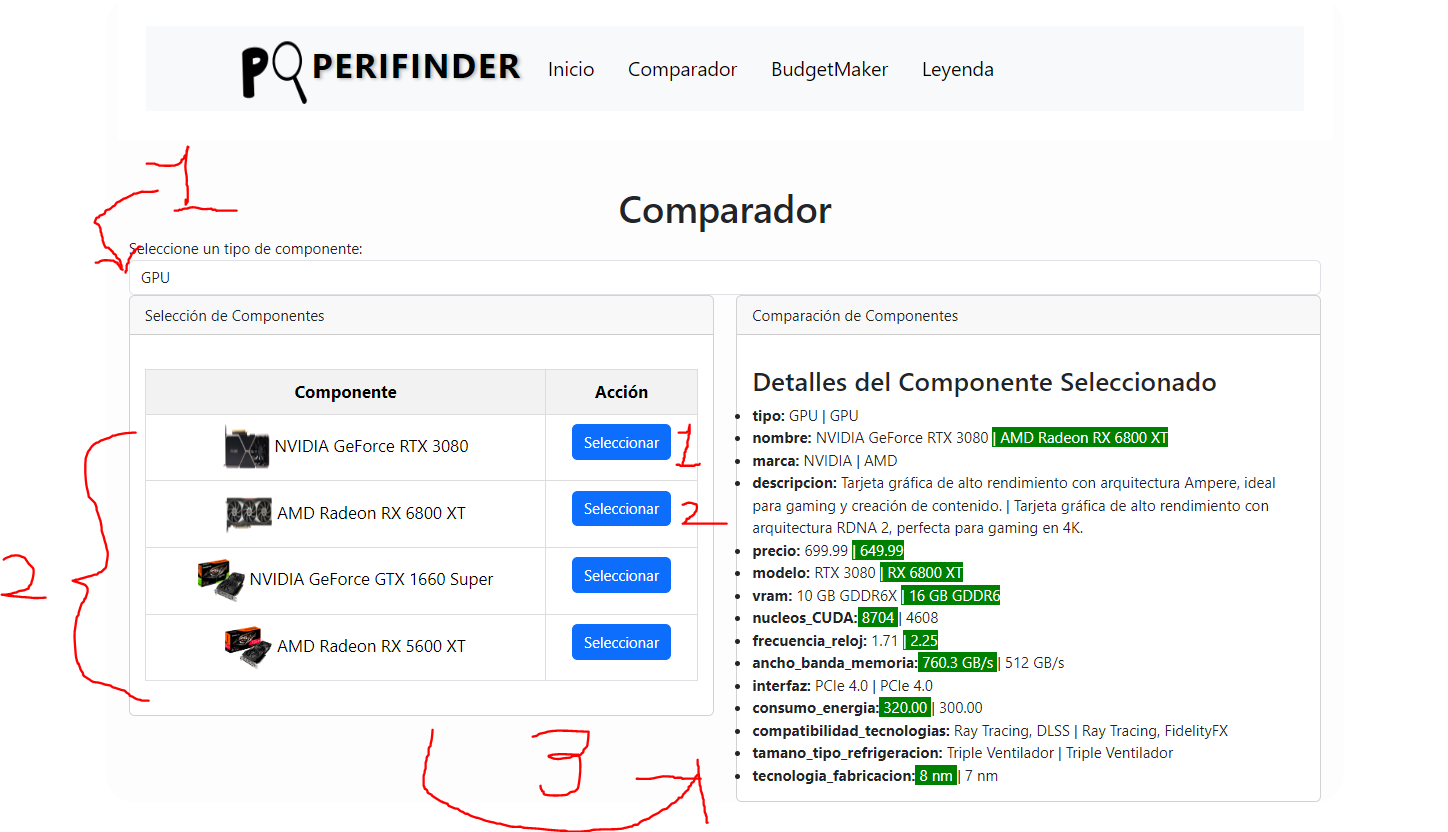 PERIFINDER Inicio Comparador BudgetMaker Leyenda
1
Comparador
Seleccione un tipo de componente:
GPU
Selección de Componentes
Componente Acción
NVIDIA GeForce RTX 3080 Seleccionar 1
AMD Radeon RX 6800 XT Seleccionar 2
NVIDIA GeForce GTX 1660 Super Seleccionar
AMD Radeon RX 5600 XT Seleccionar
2
3
Comparación de Componentes
Detalles del Componente Seleccionado
tipo: GPU | GPU
nombre: NVIDIA GeForce RTX 3080 | AMD Radeon RX 6800 XT
marca: NVIDIA | AMD
descripcion: Tarjeta gráfica de alto rendimiento con arquitectura Ampere, ideal
para gaming y creación de contenido. | Tarjeta gráfica de alto rendimiento con
arquitectura RDNA 2, perfecta para gaming en 4K.
precio: 699.99 | 649.99
modelo: RTX 3080 | RX 6800 XT
vram: 10 GB GDDR6X | 16 GB GDDR6
nucleos_CUDA: 8704 | 4608
frecuencia_reloj: 1.71 | 2.25
ancho_banda_memoria: 760.3 GB/s | 512 GB/s
interfaz: PCIe 4.0 | PCIe 4.0
consumo_energia: 320.00 | 300.00
compatibilidad_tecnologias: Ray Tracing, DLSS | Ray Tracing, FidelityFX
tamano_tipo_refrigeracion: Triple Ventilador | Triple Ventilador
tecnologia_fabricacion: 8 nm | 7 nm